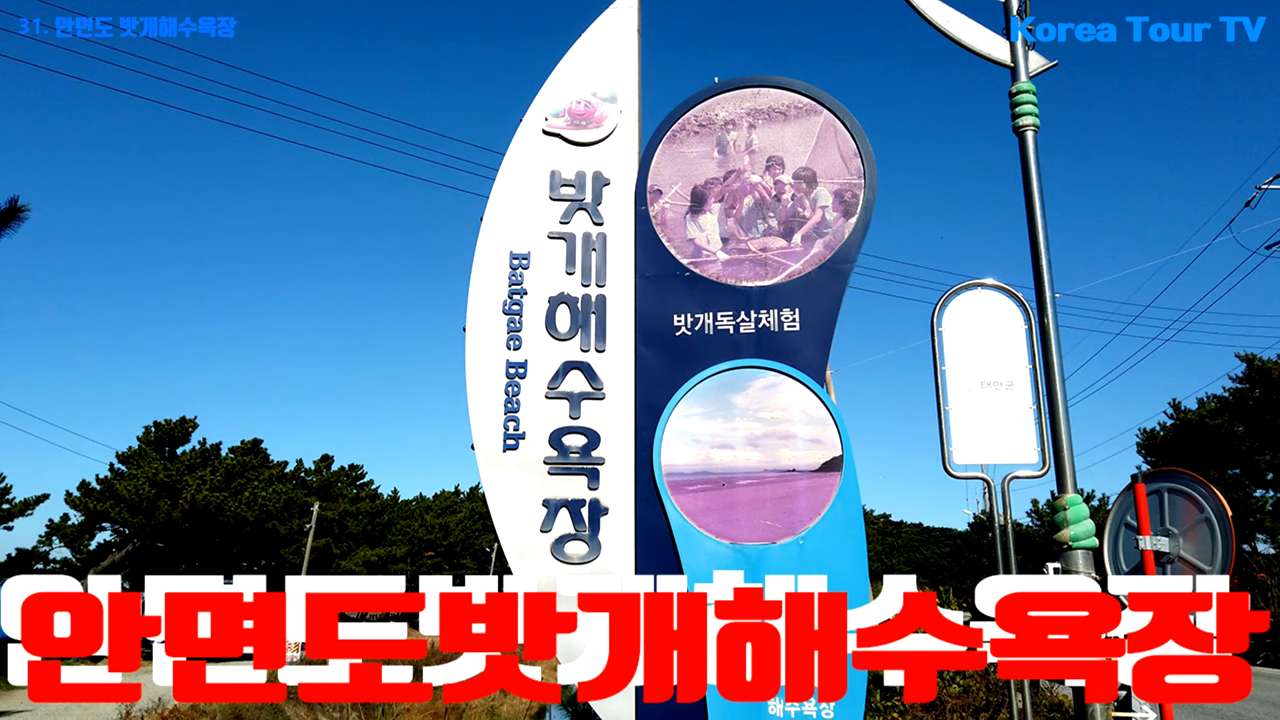 31. 안면도 밧개해수욕장
Korea Tour TV
밧개해수욕장
Batgae Beach
밧개독살체험
태안군
해수욕장
안면도밧개해수욕장